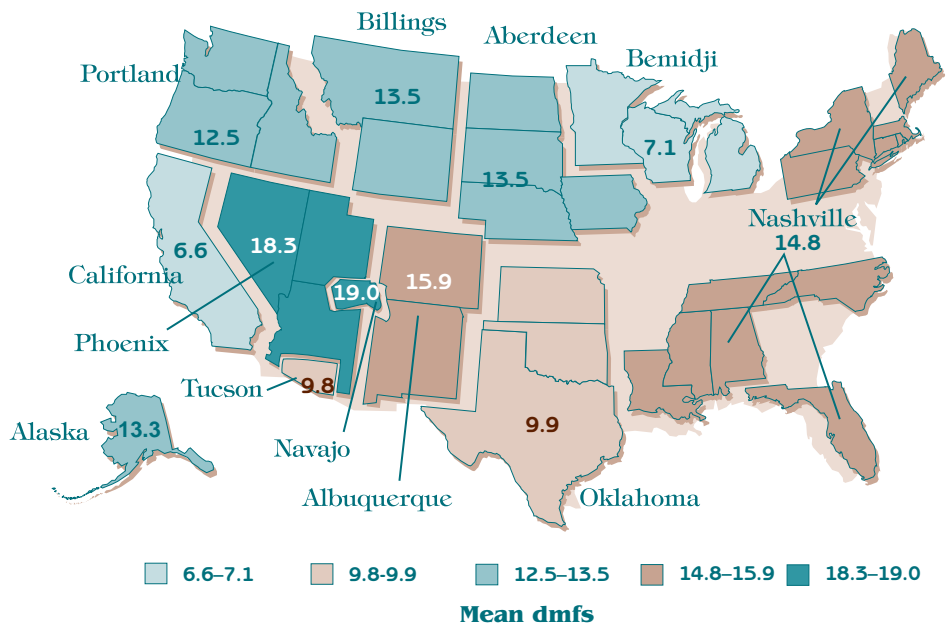 Billings
Aberdeen
Bemidji
Portland
13.5
12.5
7.1
13.5
Nashville
14.8
6.6
18.3
California
19.0
15.9
Phoenix
Tucson
9.8
Navajo
9.9
Alaska
13.3
Albuquerque
Oklahoma
6.6–7.1
9.8-9.9
12.5–13.5
14.8–15.9
18.3–19.0
Mean dmfs